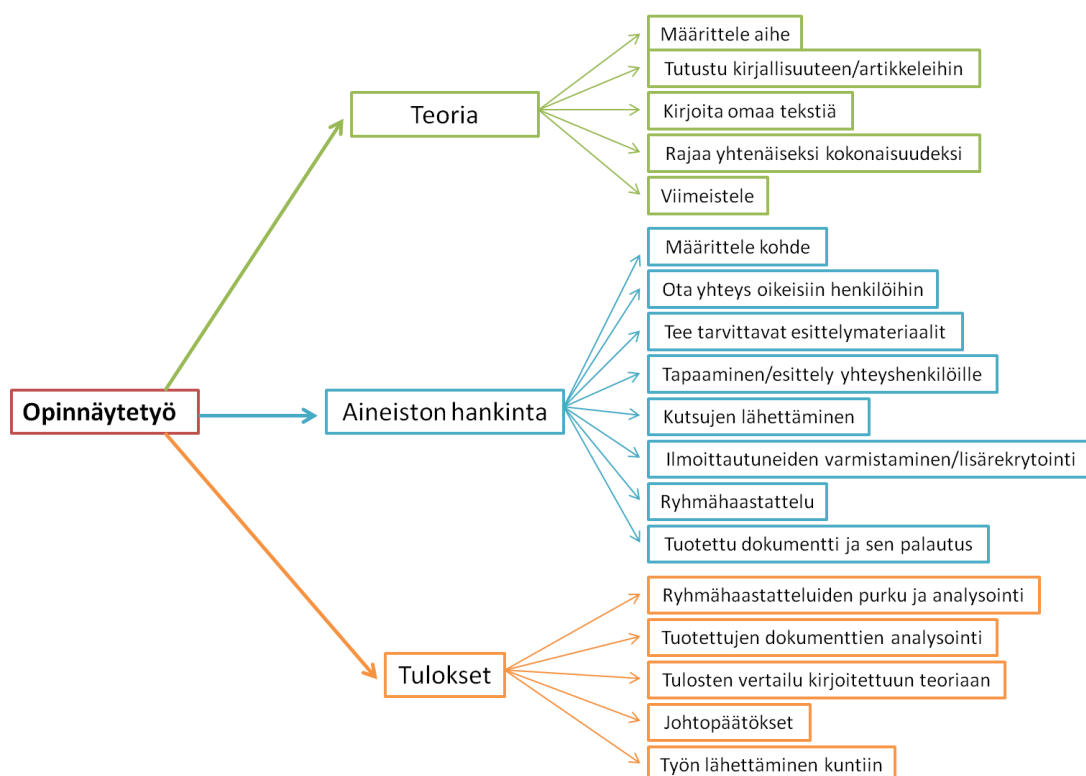 Opinnäytetyö
Teoria
Määrittele aihe
Tutustu kirjallisuuteen/artikkeleihin
Kirjoita omaa tekstiä
Rajaa yhtenäiseksi kokonaisuudeksi
Viimeistele
Aineiston hankinta
Määrittele kohde
Ota yhteys oikeisiin henkilöihin
Tee tarvittavat esittelymateriaalit
Tapaaminen/esittely yhteyshenkilöille
Kutsujen lähettäminen
Ilmoittautuneiden varmistaminen/lisärekrytointi
Ryhmähaastattelu
Tuotettu dokumentti ja sen palautus
Tulokset
Ryhmähaastatteluiden purku ja analysointi
Tuotettujen dokumenttien analysointi
Tulosten vertailu kirjoitettuun teoriaan
Johtopäätökset
Työn lähettäminen kuntiin